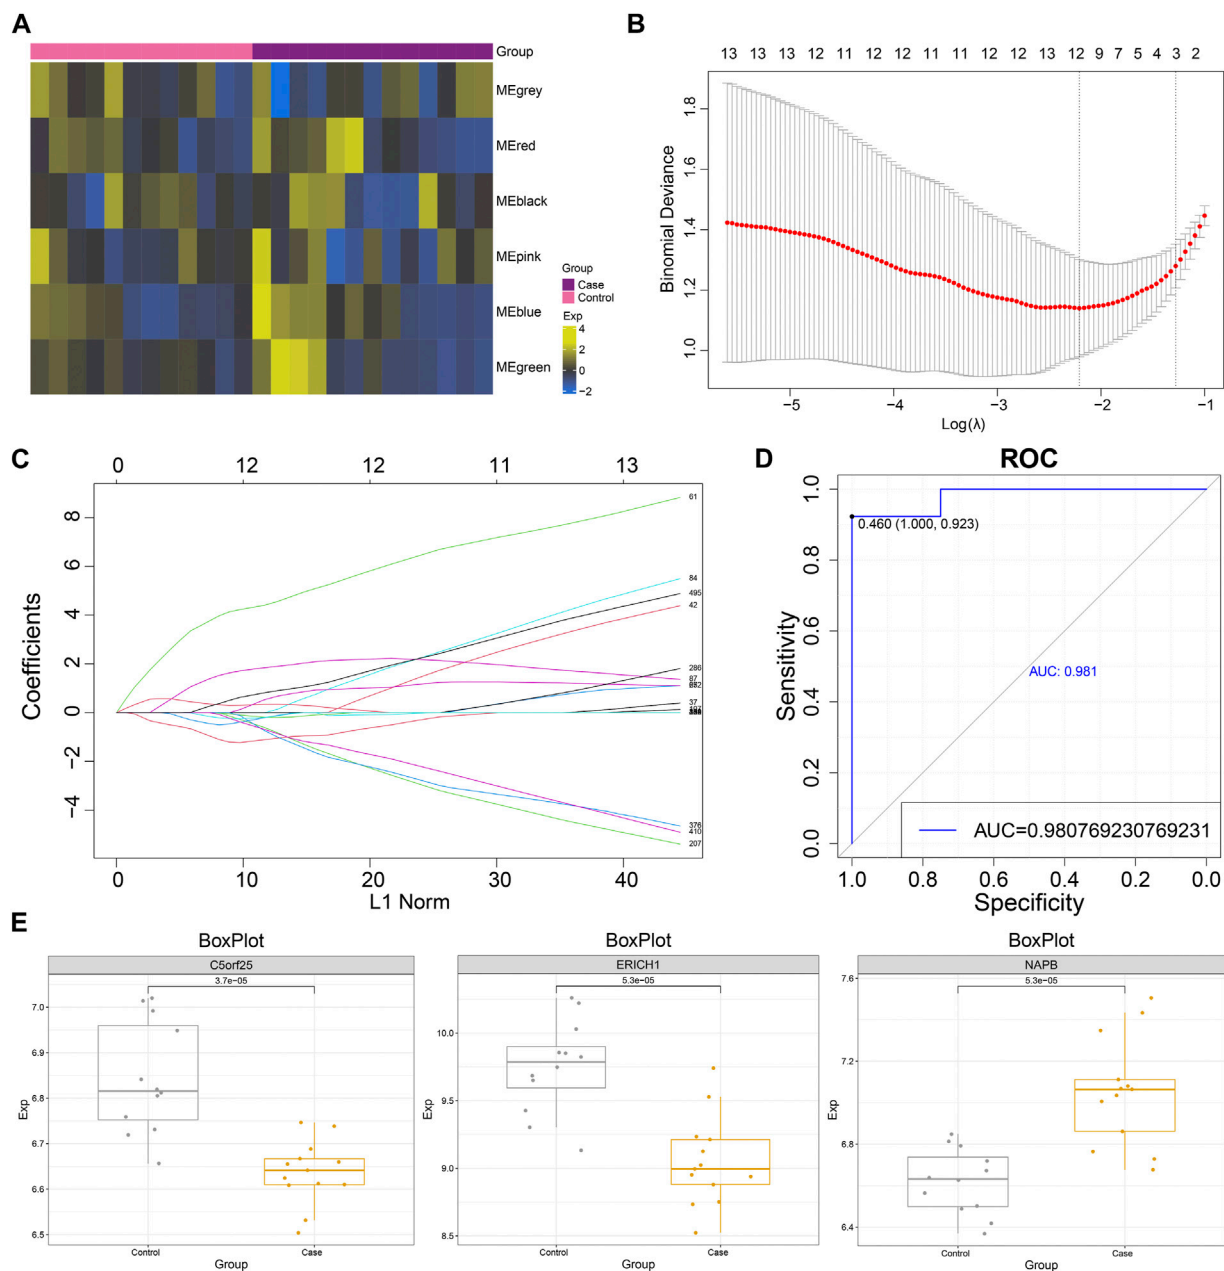 A
Group
MEgrey
MEred
MEblack
MEpink
MEblue
MEgreen
Group
Case
Control
Exp
4
2
0
−2
B
13 13 13 12 11 12 12 11 11 12 12 13 12 9 7 5 4 3 2
Binomial Deviance
1.8
1.6
1.4
1.2
1.0
−5 −4 −3 −2 −1
Log(λ)
C
0 12 12 11 13
Coefficients
8
6
4
2
0
−2
−4
61
84
495
42
286
87
37
376
410
207
0 10 20 30 40
L1 Norm
D
ROC
Sensitivity
1.0
0.8
0.6
0.4
0.2
0.0
0.460 (1.000, 0.923)
AUC: 0.981
AUC=0.980769230769231
1.0 0.8 0.6 0.4 0.2 0.0
Specificity
E
BoxPlot
C5orf25
3.7e−05
Exp
7.0
6.9
6.8
6.7
6.6
6.5
Control Case
Group
BoxPlot
ERICH1
5.3e−05
Exp
10.0
9.5
9.0
8.5
Control Case
Group
BoxPlot
NAPB
5.3e−05
Exp
7.6
7.2
6.8
6.4
Control Case
Group